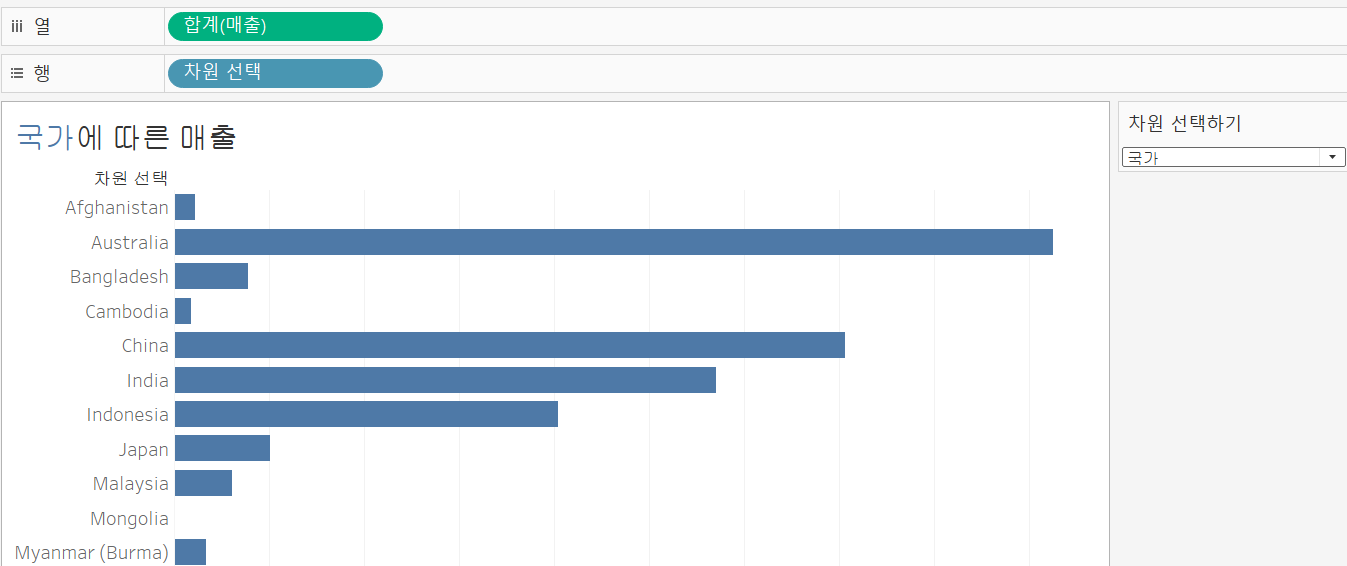 열 합계(매출)
행 차원 선택
국가에 따른 매출
차원 선택
Afghanistan
Australia
Bangladesh
Cambodia
China
India
Indonesia
Japan
Malaysia
Mongolia
Myanmar (Burma)
차원 선택하기
국가